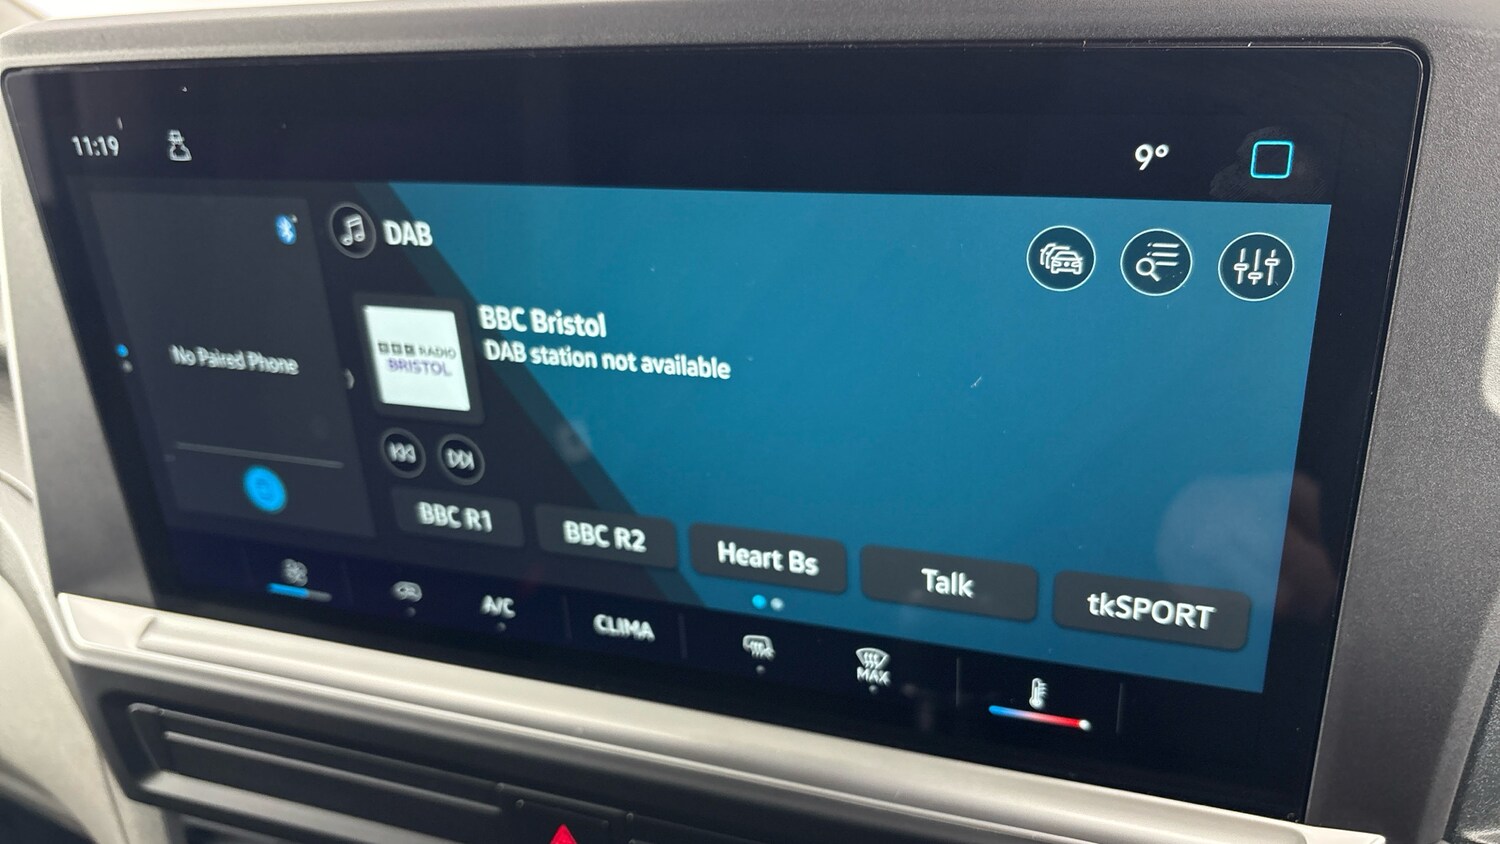 11:19
9°
DAB
BBC Bristol
DAB station not available
BBC RADIO
BRISTOL
No Paired Phone
BBC R1
BBC R2
Heart Bs
Talk
tkSPORT
A/C
CLIMA
MAX